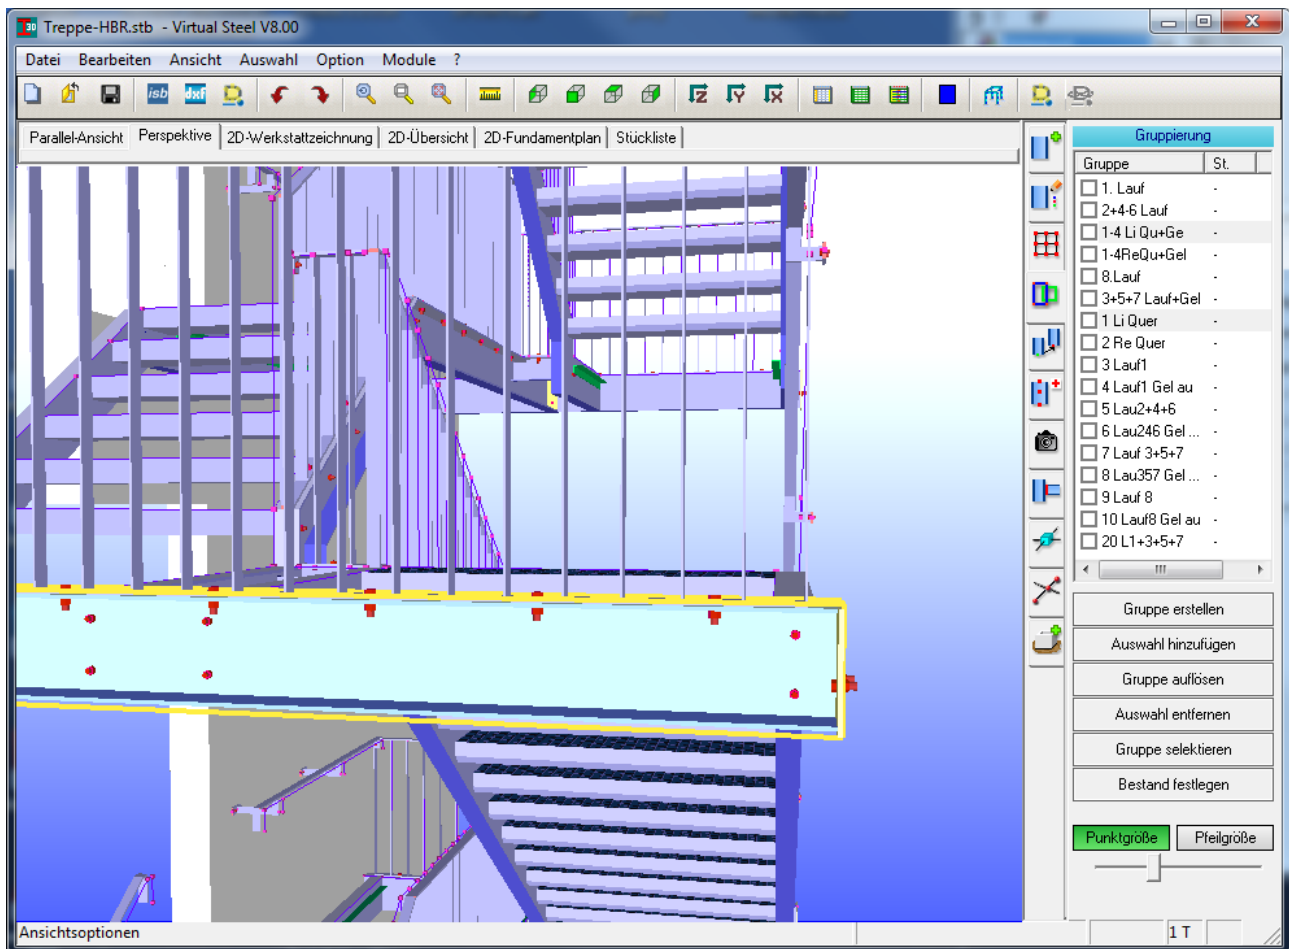 Treppe-HBR.stb - Virtual Steel V8.00
Datei Bearbeiten Ansicht Auswahl Option Module ?
isb dxf Z Y X
Parallel-Ansicht Perspektive 2D-Werkstattzeichnung 2D-Übersicht 2D-Fundamentplan Stückliste
Gruppierung
Gruppe St.
1. Lauf -
2+4-6 Lauf -
1-4 Li Qu+Ge -
1-4ReQu+Gel -
8.Lauf -
3+5+7 Lauf+Gel -
1 Li Quer -
2 Re Quer -
3 Lauf1 -
4 Lauf1 Gel au -
5 Lau2+4+6 -
6 Lau246 Gel ... -
7 Lauf 3+5+7 -
8 Lau357 Gel ... -
9 Lauf 8 -
10 Lauf8 Gel au -
20 L1+3+5+7 -
Gruppe erstellen
Auswahl hinzufügen
Gruppe auflösen
Auswahl entfernen
Gruppe selektieren
Bestand festlegen
Punktgröße Pfeilgröße
Ansichtsoptionen 1 T